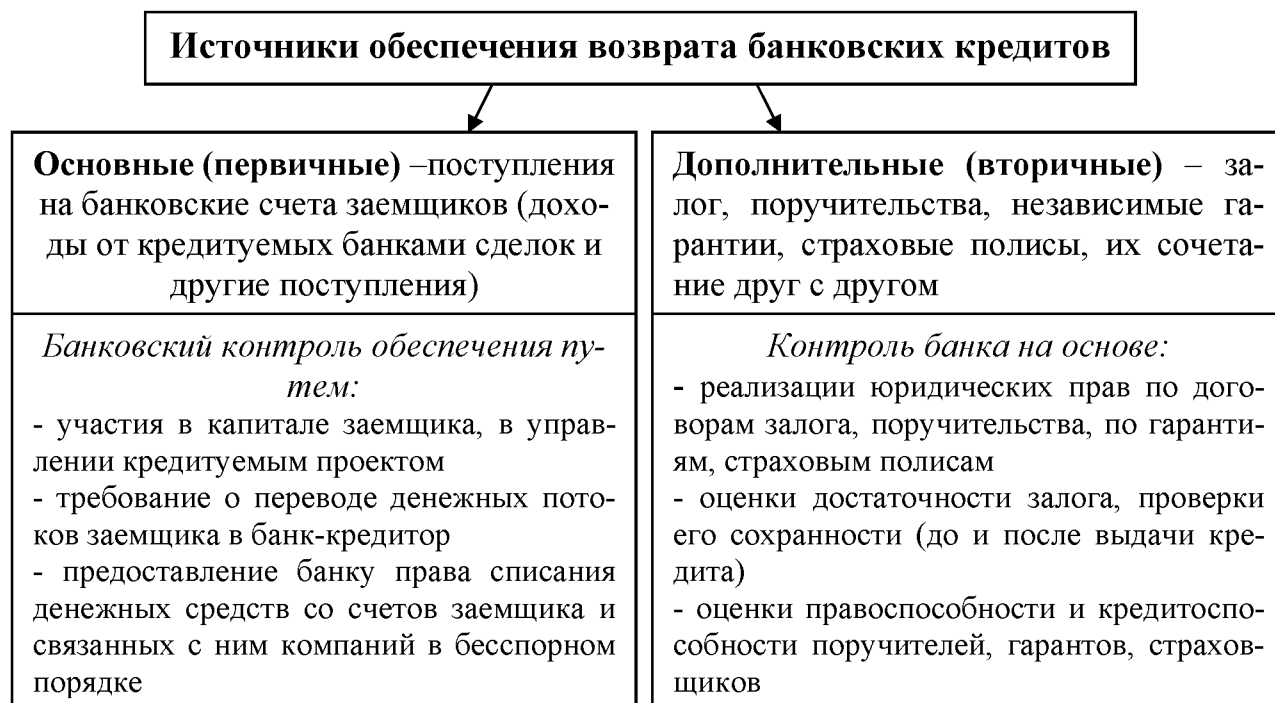 Источники обеспечения возврата банковских кредитов
Основные (первичные) –поступления
на банковские счета заемщиков (дохо-
ды от кредитуемых банками сделок и
другие поступления)
Банковский контроль обеспечения пу-
тем:
- участия в капитале заемщика, в управ-
лении кредитуемым проектом
- требование о переводе денежных пото-
ков заемщика в банк-кредитор
- предоставление банку права списания
денежных средств со счетов заемщика и
связанных с ним компаний в бесспорном
порядке
Дополнительные (вторичные) – за-
лог, поручительства, независимые га-
рантии, страховые полисы, их сочета-
ние друг с другом
Контроль банка на основе:
- реализации юридических прав по дого-
ворам залога, поручительства, по гаранти-
ям, страховым полисам
- оценки достаточности залога, проверки
его сохранности (до и после выдачи кре-
дита)
- оценки правоспособности и кредитоспо-
собности поручителей, гарантов, страхов-
щиков